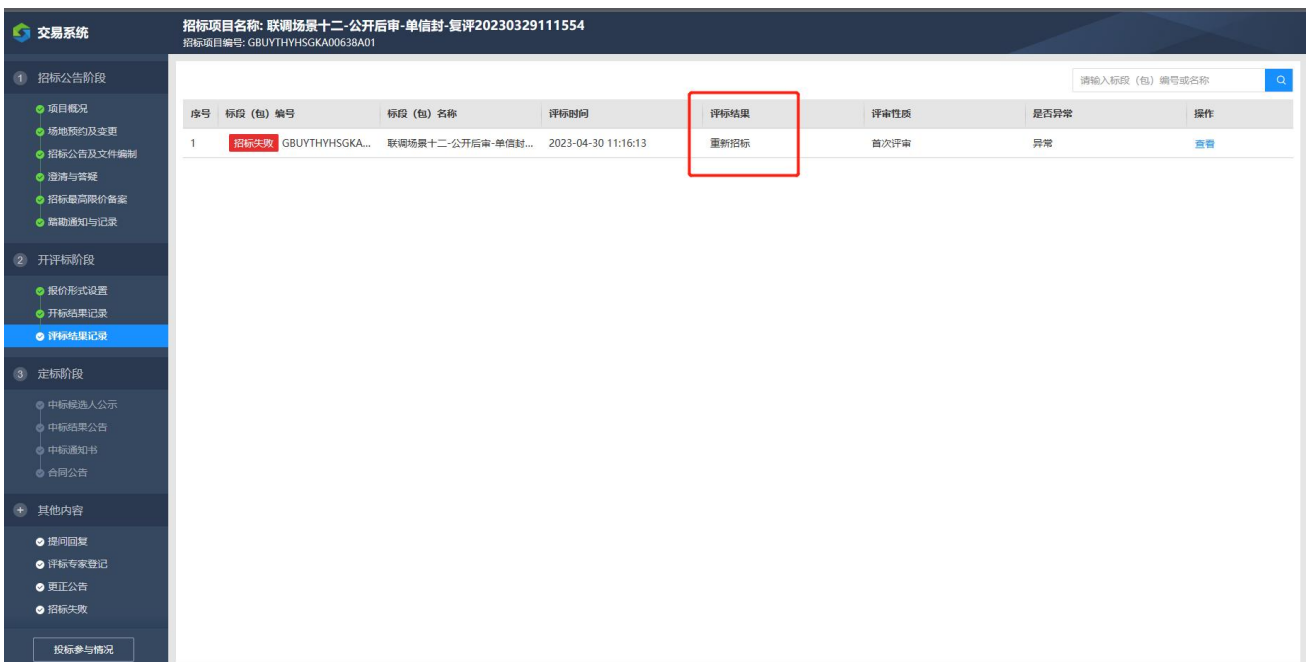 交易系统
招标项目名称: 联调场景十二-公开后审-单信封-复评20230329111554
招标项目编号: GBUYTHYHSGKA00638A01
1 招标公告阶段
项目概况
场地预约及变更
招标公告及文件编制
澄清与答疑
招标最高限价备案
踏勘通知与记录
2 开评标阶段
报价形式设置
开标结果记录
评标结果记录
3 定标阶段
中标候选人公示
中标结果公告
中标通知书
合同公告
+ 其他内容
提问回复
评标专家登记
更正公告
招标失败
投标参与情况
请输入标段（包）编号或名称
序号 标段（包）编号 标段（包）名称 评标时间 评标结果 评审性质 是否异常 操作
1 招标失败 GBUYTHYHSGKA... 联调场景十二-公开后审-单信封... 2023-04-30 11:16:13 重新招标 首次评审 异常 查看